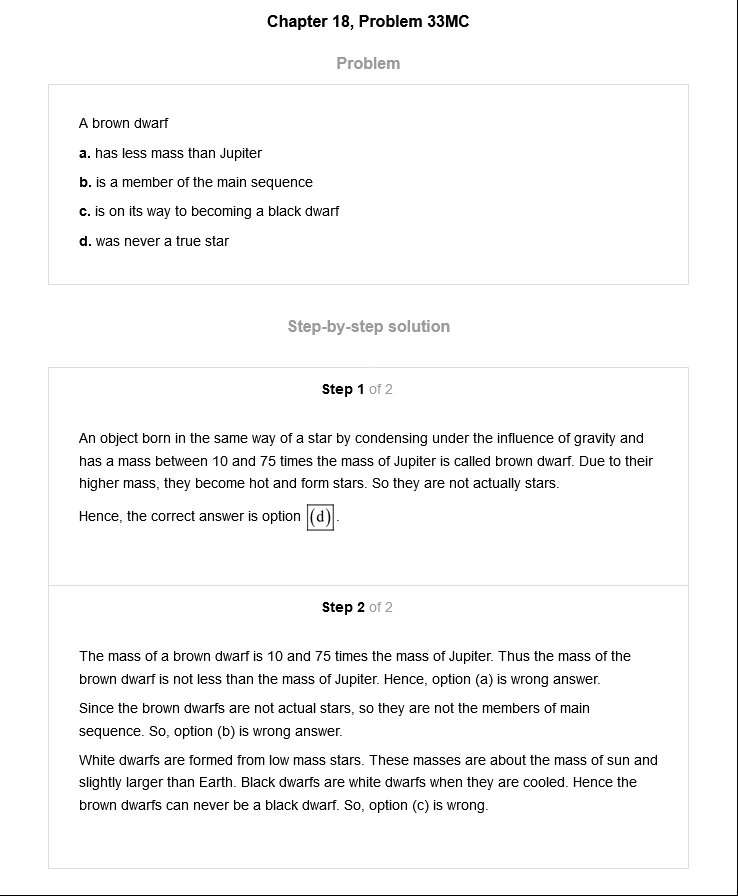 Chapter 18, Problem 33MC
Problem
A brown dwarf
a. has less mass than Jupiter
b. is a member of the main sequence
c. is on its way to becoming a black dwarf
d. was never a true star
Step-by-step solution
Step 1 of 2
An object born in the same way of a star by condensing under the influence of gravity and
has a mass between 10 and 75 times the mass of Jupiter is called brown dwarf. Due to their
higher mass, they become hot and form stars. So they are not actually stars.
Hence, the correct answer is option (d).
Step 2 of 2
The mass of a brown dwarf is 10 and 75 times the mass of Jupiter. Thus the mass of the
brown dwarf is not less than the mass of Jupiter. Hence, option (a) is wrong answer.
Since the brown dwarfs are not actual stars, so they are not the members of main
sequence. So, option (b) is wrong answer.
White dwarfs are formed from low mass stars. These masses are about the mass of sun and
slightly larger than Earth. Black dwarfs are white dwarfs when they are cooled. Hence the
brown dwarfs can never be a black dwarf. So, option (c) is wrong.